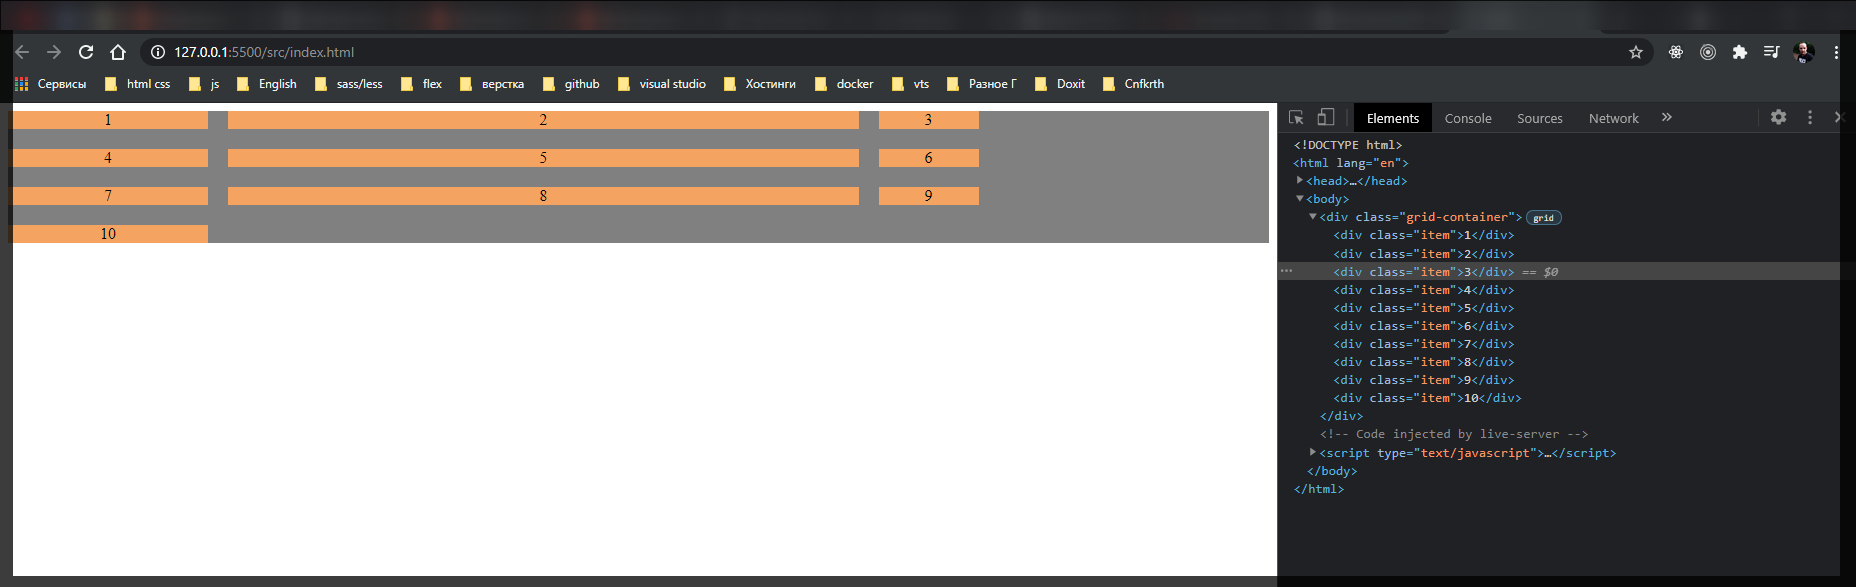 127.0.0.1:5500/src/index.html
Сервисы html css js English sass/less flex верстка github visual studio Хостинги docker vts Разное Г Doxit Cnfkrth
1 2 3
4 5 6
7 8 9
10
Elements Console Sources Network »
<!DOCTYPE html>
<html lang="en">
<head>…</head>
<body>
<div class="grid-container"> grid
<div class="item">1</div>
<div class="item">2</div>
<div class="item">3</div> == $0
<div class="item">4</div>
<div class="item">5</div>
<div class="item">6</div>
<div class="item">7</div>
<div class="item">8</div>
<div class="item">9</div>
<div class="item">10</div>
</div>
<!-- Code injected by live-server -->
<script type="text/javascript">…</script>
</body>
</html>